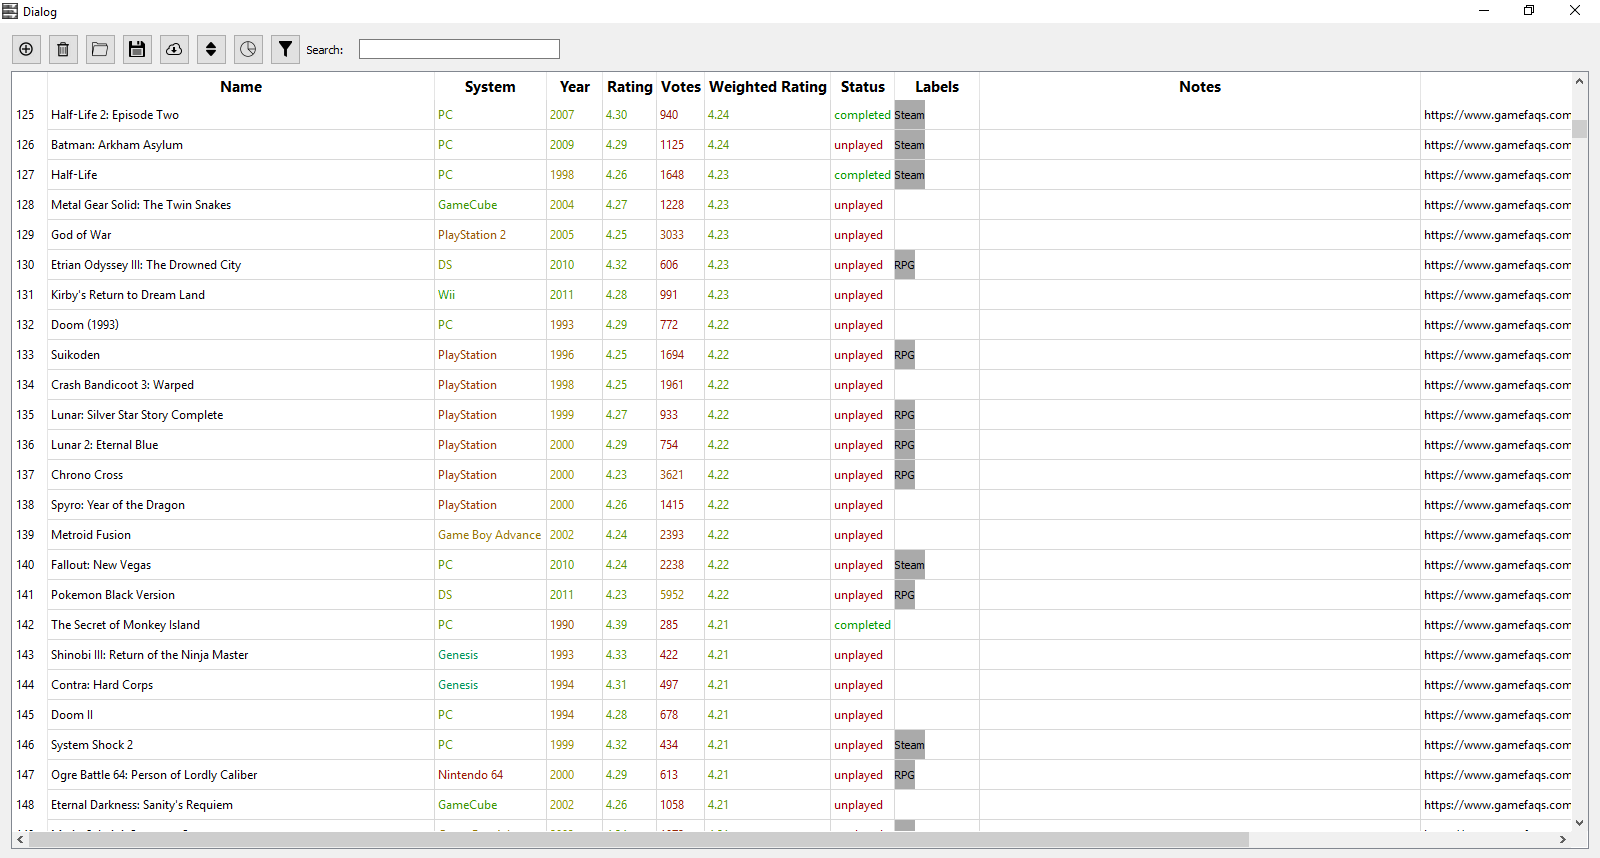 Dialog
Search:
Name System Year Rating Votes Weighted Rating Status Labels Notes
125 Half-Life 2: Episode Two PC 2007 4.30 940 4.24 completed Steam https://www.gamefaqs.com
126 Batman: Arkham Asylum PC 2009 4.29 1125 4.24 unplayed Steam https://www.gamefaqs.com
127 Half-Life PC 1998 4.26 1648 4.23 completed Steam https://www.gamefaqs.com
128 Metal Gear Solid: The Twin Snakes GameCube 2004 4.27 1228 4.23 unplayed https://www.gamefaqs.com
129 God of War PlayStation 2 2005 4.25 3033 4.23 unplayed https://www.gamefaqs.com
130 Etrian Odyssey III: The Drowned City DS 2010 4.32 606 4.23 unplayed RPG https://www.gamefaqs.com
131 Kirby's Return to Dream Land Wii 2011 4.28 991 4.23 unplayed https://www.gamefaqs.com
132 Doom (1993) PC 1993 4.29 772 4.22 unplayed https://www.gamefaqs.com
133 Suikoden PlayStation 1996 4.25 1694 4.22 unplayed RPG https://www.gamefaqs.com
134 Crash Bandicoot 3: Warped PlayStation 1998 4.25 1961 4.22 unplayed https://www.gamefaqs.com
135 Lunar: Silver Star Story Complete PlayStation 1999 4.27 933 4.22 unplayed RPG https://www.gamefaqs.com
136 Lunar 2: Eternal Blue PlayStation 2000 4.29 754 4.22 unplayed RPG https://www.gamefaqs.com
137 Chrono Cross PlayStation 2000 4.23 3621 4.22 unplayed RPG https://www.gamefaqs.com
138 Spyro: Year of the Dragon PlayStation 2000 4.26 1415 4.22 unplayed https://www.gamefaqs.com
139 Metroid Fusion Game Boy Advance 2002 4.24 2393 4.22 unplayed https://www.gamefaqs.com
140 Fallout: New Vegas PC 2010 4.24 2238 4.22 unplayed Steam https://www.gamefaqs.com
141 Pokemon Black Version DS 2011 4.23 5952 4.22 unplayed RPG https://www.gamefaqs.com
142 The Secret of Monkey Island PC 1990 4.39 285 4.21 completed https://www.gamefaqs.com
143 Shinobi III: Return of the Ninja Master Genesis 1993 4.33 422 4.21 unplayed https://www.gamefaqs.com
144 Contra: Hard Corps Genesis 1994 4.31 497 4.21 unplayed https://www.gamefaqs.com
145 Doom II PC 1994 4.28 678 4.21 unplayed https://www.gamefaqs.com
146 System Shock 2 PC 1999 4.32 434 4.21 unplayed Steam https://www.gamefaqs.com
147 Ogre Battle 64: Person of Lordly Caliber Nintendo 64 2000 4.29 613 4.21 unplayed RPG https://www.gamefaqs.com
148 Eternal Darkness: Sanity's Requiem GameCube 2002 4.26 1058 4.21 unplayed https://www.gamefaqs.com